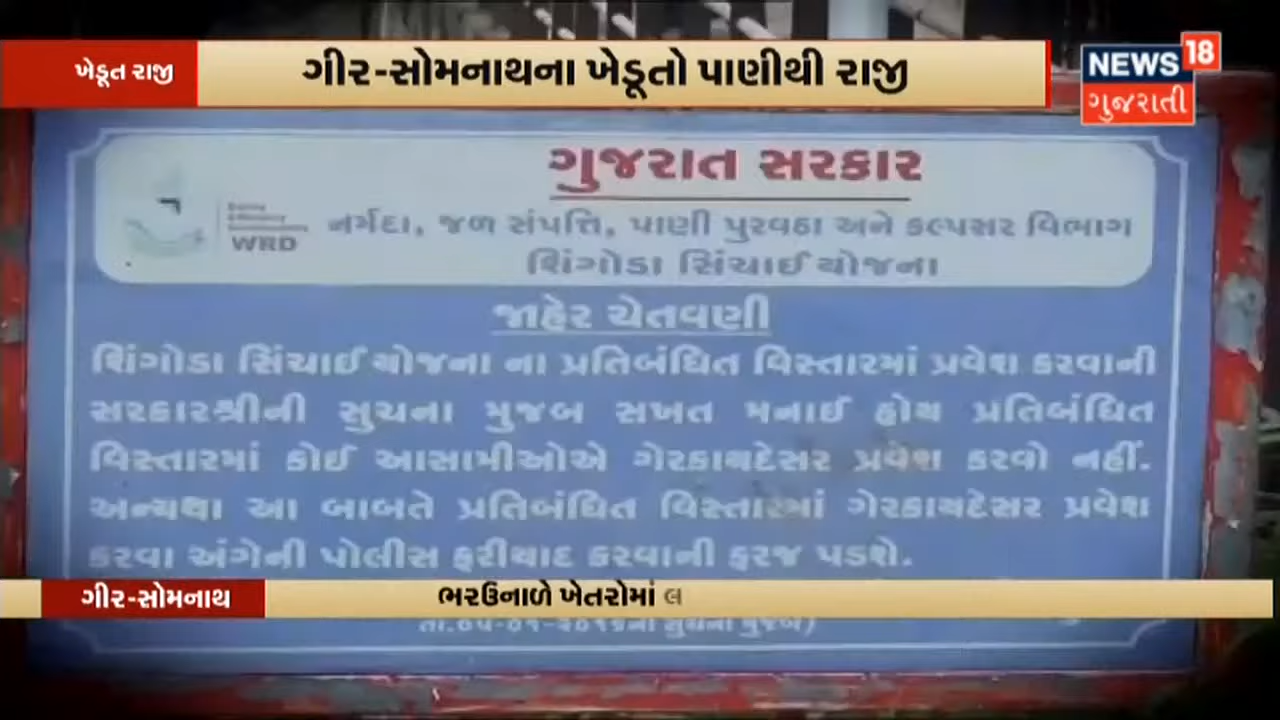 ખેડૂત રાજી
ગીર-સોમનાથના ખેડૂતો પાણીથી રાજી
NEWS 18
ગુજરાતી
ગુજરાત સરકાર
WRD
નર્મદા, જળ સંપત્તિ, પાણી પુરવઠા અને કલ્પસર વિભાગ
શિંગોડા સિંચાઈ યોજના
જાહેર ચેતવણી
શિંગોડા સિંચાઈ યોજના ના પ્રતિબંધિત વિસ્તારમાં પ્રવેશ કરવાની
સરકારશ્રીની સુચના મુજબ સખત મનાઈ હોય પ્રતિબંધિત
વિસ્તારમાં કોઈ આસામીઓએ ગેરકાયદેસર પ્રવેશ કરવો નહીં.
અન્યથા આ બાબતે પ્રતિબંધિત વિસ્તારમાં ગેરકાયદેસર પ્રવેશ
કરવા અંગેની પોલીસ ફરીયાદ કરવાની ફરજ પડશે.
ગીર-સોમનાથ
ભરઉનાળે ખેતરોમાં લ
સુચના મુજબ)